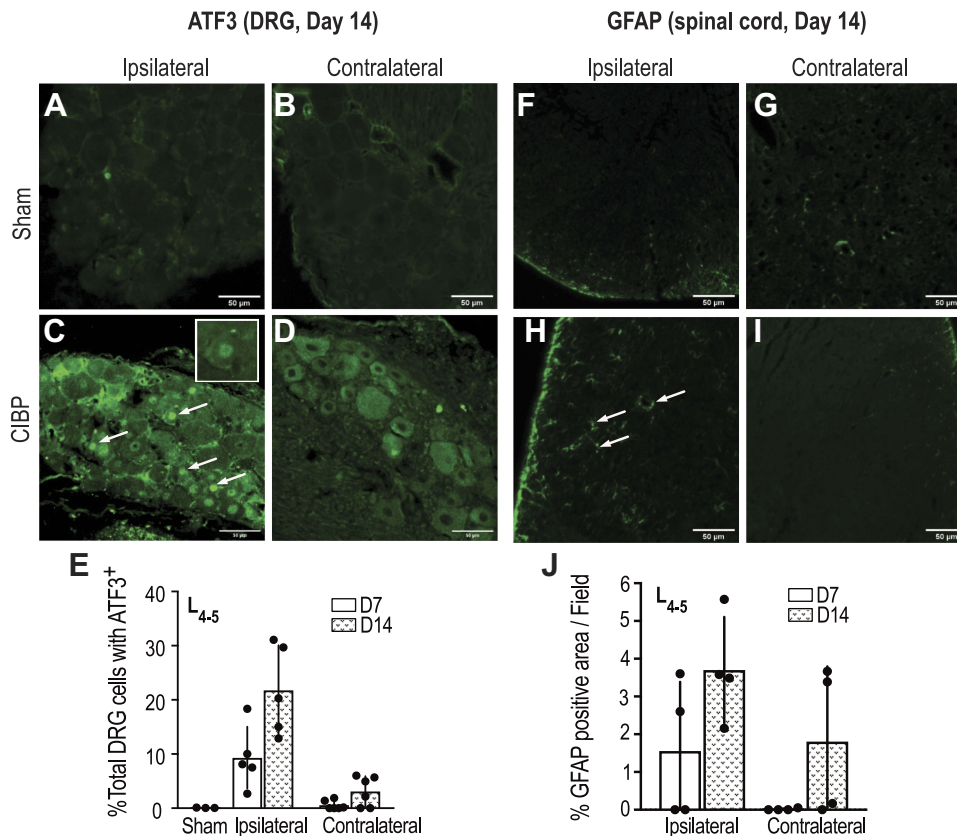 ATF3 (DRG, Day 14)
GFAP (spinal cord, Day 14)
Ipsilateral
Contralateral
Ipsilateral
Contralateral
Sham
A
50 µm
B
50 µm
F
50 µm
G
50 µm
CIBP
C
50 µm
D
50 µm
H
50 µm
I
50 µm
E
%Total DRG cells with ATF3+
L4-5
D7
D14
40
30
20
10
0
Sham
Ipsilateral
Contralateral
J
% GFAP positive area / Field
L4-5
D7
D14
6
5
4
3
2
1
0
Ipsilateral
Contralateral